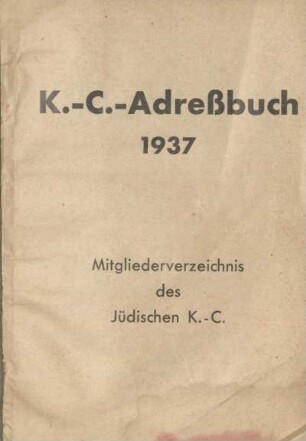 K.-C.-Adreßbuch
1937
Mitgliederverzeichnis
des
Jüdischen K.-C.